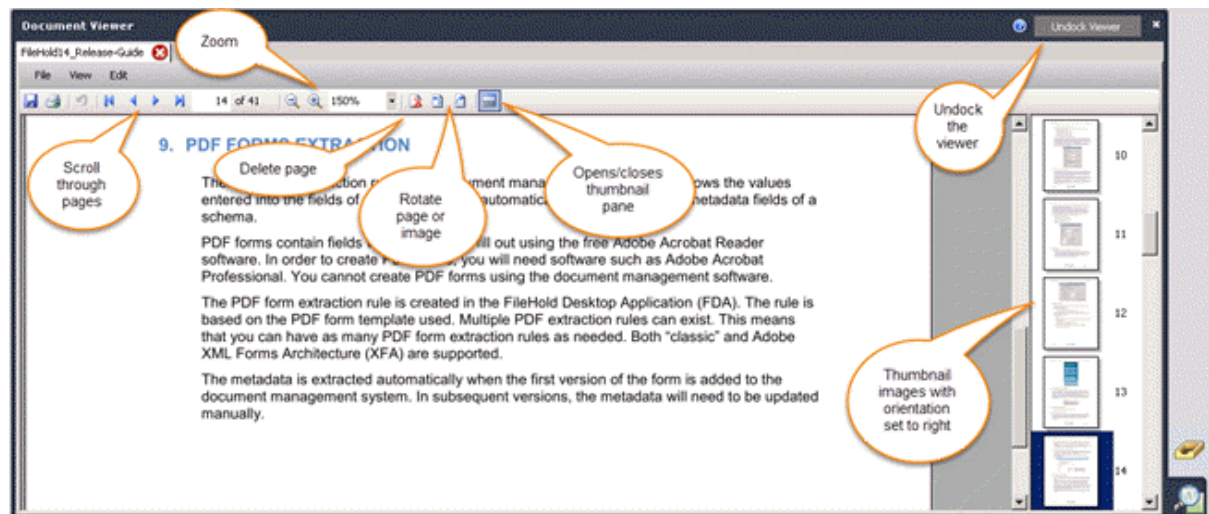 Document Viewer
Undock Viewer
FileHold14_Release-Guide
Zoom
File View Edit
14 of 41
150%
Undock
the
viewer
Scroll
through
pages
Delete page
Rotate
page or
image
Opens/closes
thumbnail
pane
9. PDF FORMS EXTRACTION
The ction r ument mana ows the values
entered into the fields of automatic metadata fields of a
schema.
PDF forms contain fields ill out using the free Adobe Acrobat Reader
software. In order to create you will need software such as Adobe Acrobat
Professional. You cannot create PDF forms using the document management software.
The PDF form extraction rule is created in the FileHold Desktop Application (FDA). The rule is
based on the PDF form template used. Multiple PDF extraction rules can exist. This means
that you can have as many PDF form extraction rules as needed. Both “classic” and Adobe
XML Forms Architecture (XFA) are supported.
The metadata is extracted automatically when the first version of the form is added to the
document management system. In subsequent versions, the metadata will need to be updated
manually.
10
11
12
13
14
Thumbnail
images with
orientation
set to right